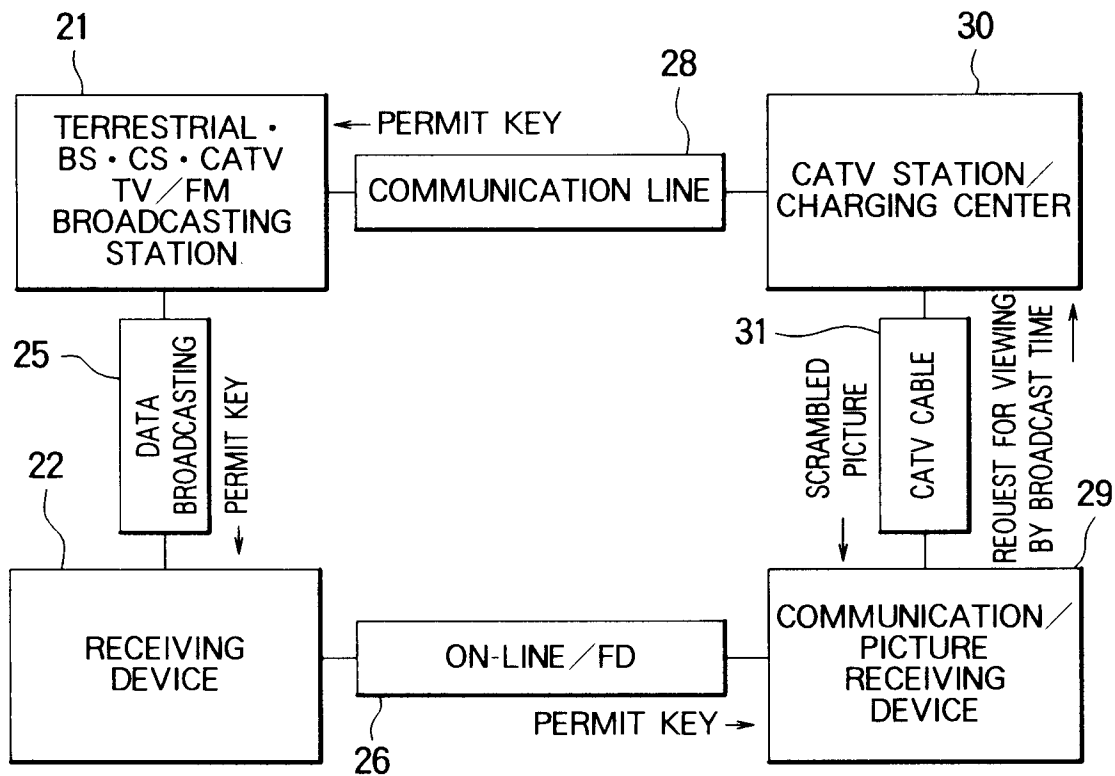 21
30
28
TERRESTRIAL・
BS・CS・CATV
TV/FM
BROADCASTING
STATION
← PERMIT KEY
COMMUNICATION LINE
CATV STATION/
CHARGING CENTER
25
DATA
BROADCASTING
PERMIT KEY
→
31
SCRAMBLED
PICTURE
→
CATV CABLE
REQUEST FOR VIEWING
BY BROADCAST TIME
→
22
29
RECEIVING
DEVICE
ON-LINE/FD
COMMUNICATION/
PICTURE
RECEIVING
DEVICE
26
PERMIT KEY →